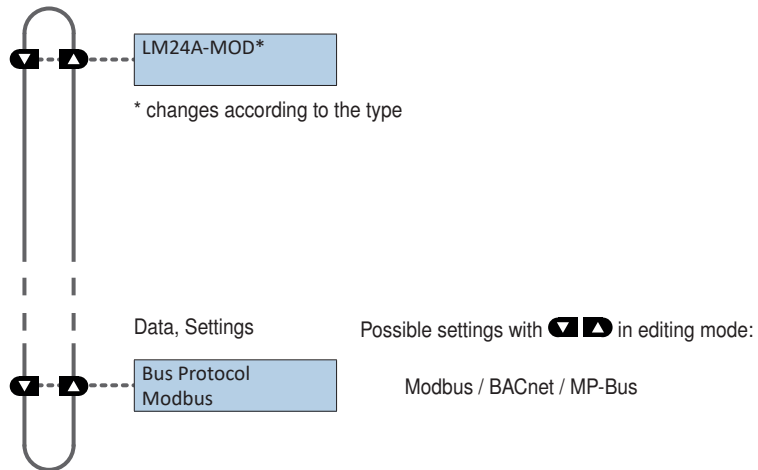 LM24A-MOD*
* changes according to the type
Data, Settings
Possible settings with ▼ ▲ in editing mode:
Bus Protocol
Modbus
Modbus / BACnet / MP-Bus